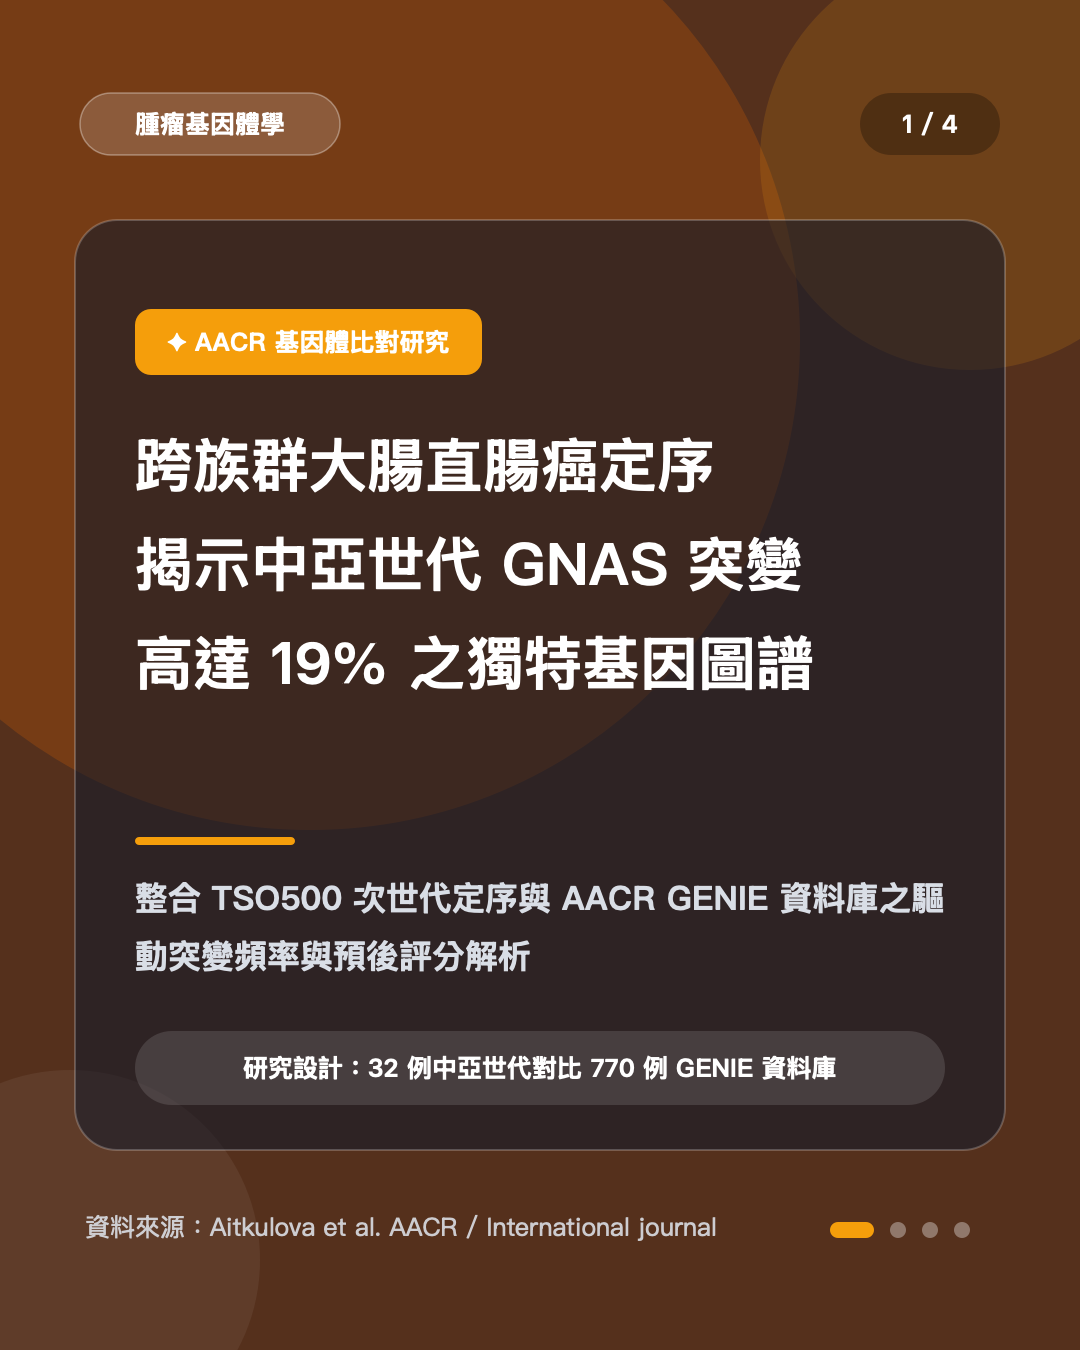 腫瘤基因體學
1 / 4
✦ AACR 基因體比對研究
跨族群大腸直腸癌定序
揭示中亞世代 GNAS 突變
高達 19% 之獨特基因圖譜
整合 TSO500 次世代定序與 AACR GENIE 資料庫之驅
動突變頻率與預後評分解析
研究設計：32 例中亞世代對比 770 例 GENIE 資料庫
資料來源：Aitkulova et al. AACR / International journal